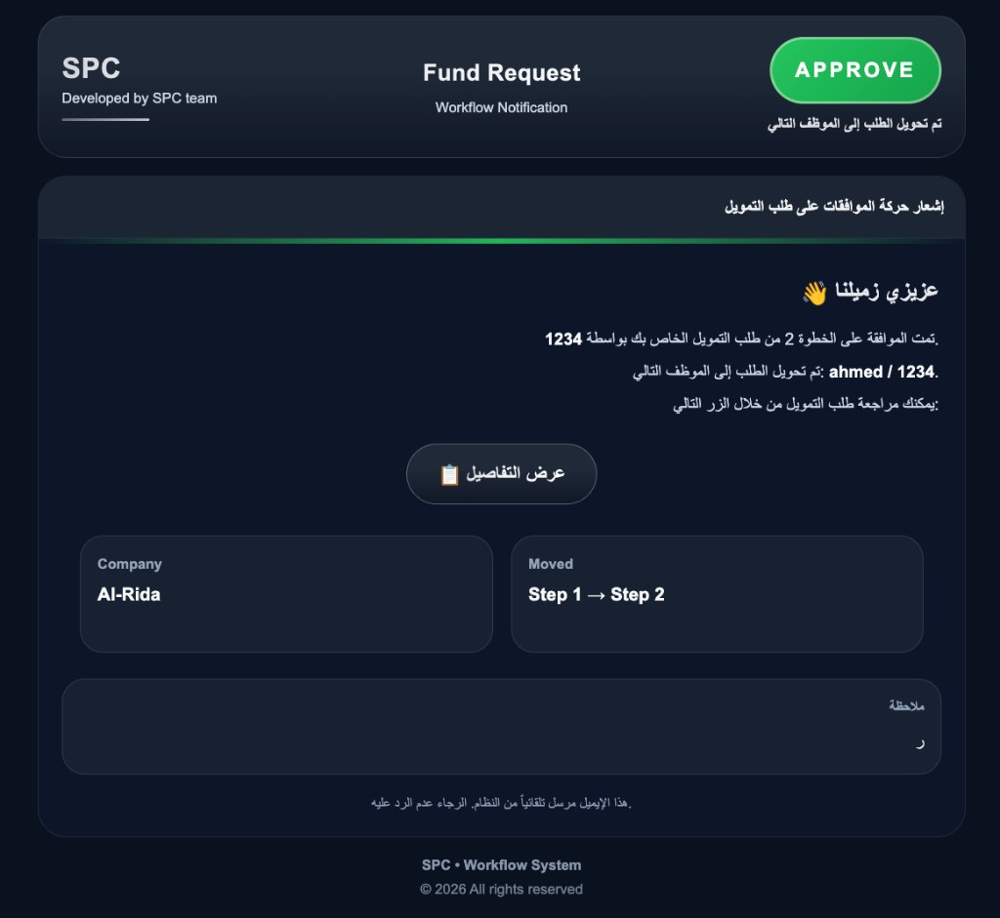 SPC
Developed by SPC team
Fund Request
Workflow Notification
APPROVE
تم تحويل الطلب إلى الموظف التالي
إشعار حركة الموافقات على طلب التمويل
عزيزي زميلنا 👋
تمت الموافقة على الخطوة 2 من طلب التمويل الخاص بك بواسطة 1234.
تم تحويل الطلب إلى الموظف التالي: ahmed / 1234.
يمكنك مراجعة طلب التمويل من خلال الزر التالي:
عرض التفاصيل 📋
Company
Al-Rida
Moved
Step 1 → Step 2
ملاحظة
ر
هذا الإيميل مرسل تلقائياً من النظام. الرجاء عدم الرد عليه.
SPC • Workflow System
© 2026 All rights reserved